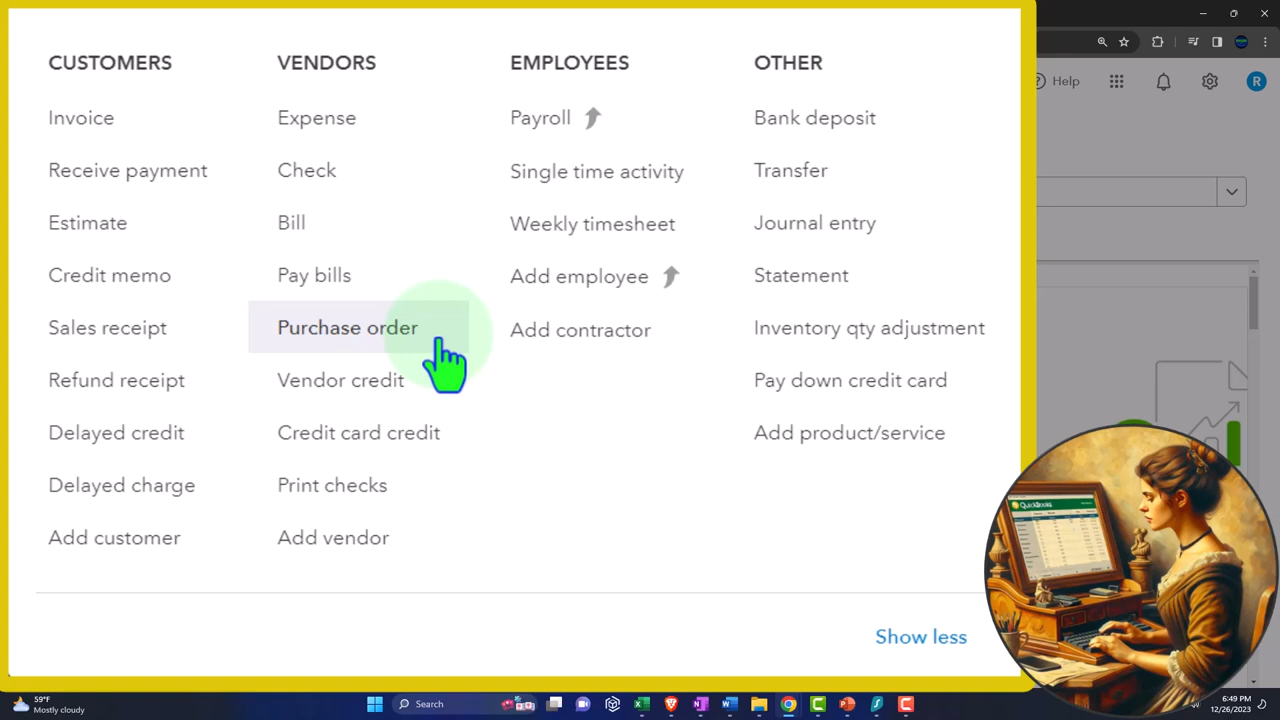 CUSTOMERS
Invoice
Receive payment
Estimate
Credit memo
Sales receipt
Refund receipt
Delayed credit
Delayed charge
Add customer
VENDORS
Expense
Check
Bill
Pay bills
Purchase order
Vendor credit
Credit card credit
Print checks
Add vendor
EMPLOYEES
Payroll
Single time activity
Weekly timesheet
Add employee
Add contractor
OTHER
Bank deposit
Transfer
Journal entry
Statement
Inventory qty adjustment
Pay down credit card
Add product/service
Show less
Help
R
QuickBooks
59°F
Mostly cloudy
Search
6:49 PM
12/26/2023